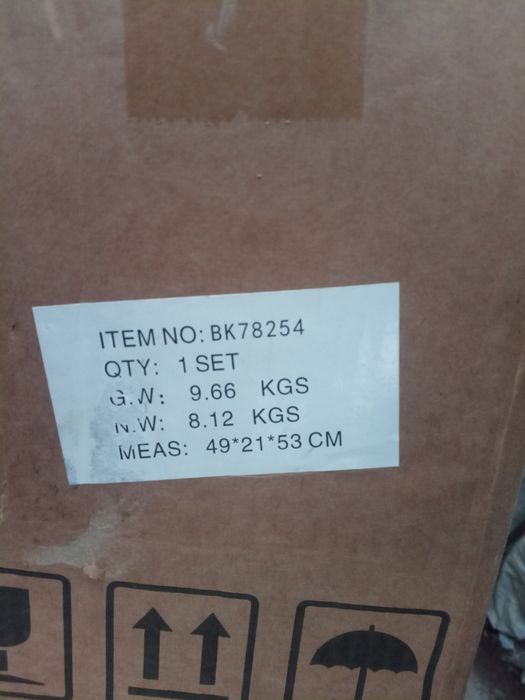 ITEM NO: BK78254
QTY: 1 SET
G.W: 9.66 KGS
N.W: 8.12 KGS
MEAS: 49*21*53 CM